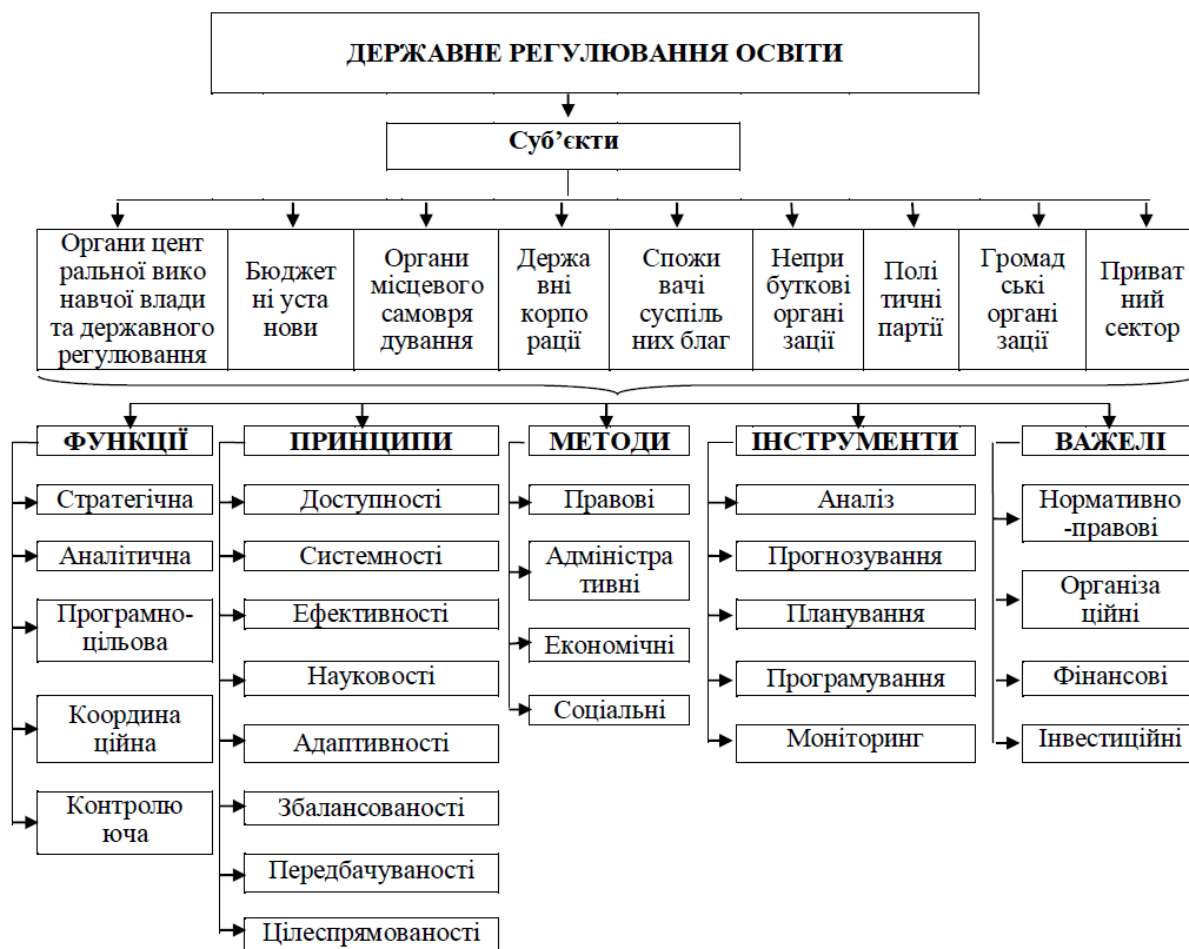 ДЕРЖАВНЕ РЕГУЛЮВАННЯ ОСВІТИ
Суб’єкти
Органи цент
ральної вико
навчої влади
та державного
регулювання
Бюджет
ні уста
нови
Органи
місцевого
самовря
дування
Держа
вні
корпо
рації
Спожи
вачі
суспіль
них благ
Непри
буткові
органі
зації
Полі
тичні
партії
Громад
ські
органі
зації
Приват
ний
сектор
ФУНКЦІЇ
Стратегічна
Аналітична
Програмно-
цільова
Координа
ційна
Контролю
юча
ПРИНЦИПИ
Доступності
Системності
Ефективності
Науковості
Адаптивності
Збалансованості
Передбачуваності
Цілеспрямованості
МЕТОДИ
Правові
Адміністра
тивні
Економічні
Соціальні
ІНСТРУМЕНТИ
Аналіз
Прогнозування
Планування
Програмування
Моніторинг
ВАЖЕЛІ
Нормативно
-правові
Організа
ційні
Фінансові
Інвестиційні